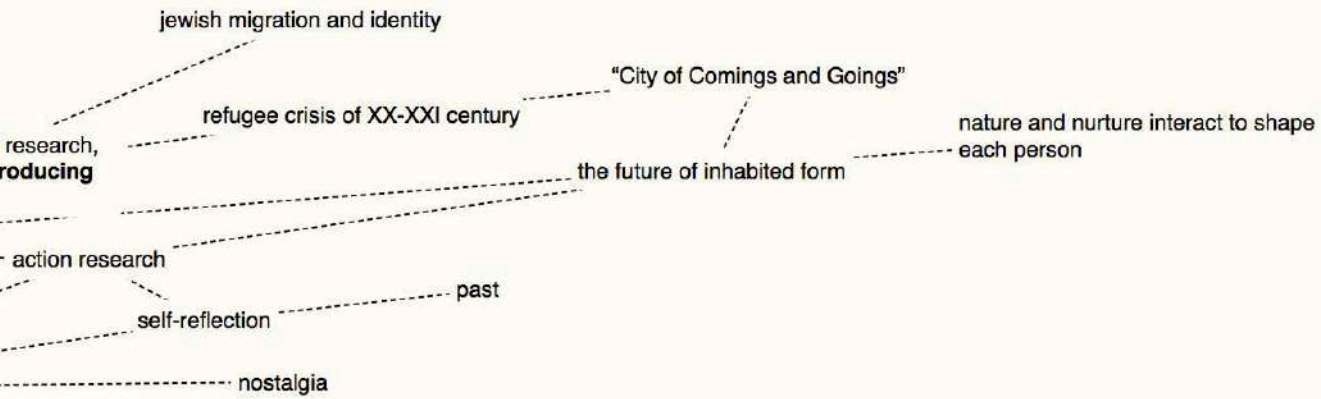 jewish migration and identity
“City of Comings and Goings”
refugee crisis of XX-XXI century
nature and nurture interact to shape
each person
research,
roducing
the future of inhabited form
action research
past
self-reflection
nostalgia